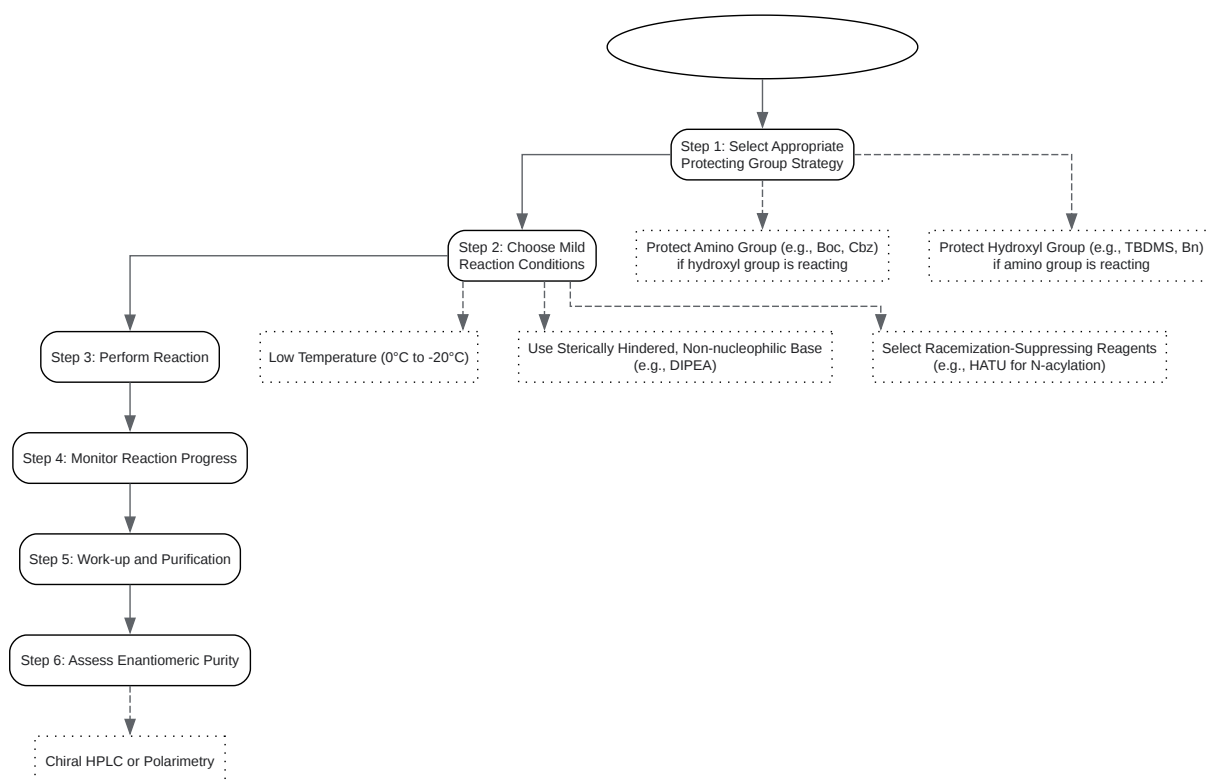 Step 1: Select Appropriate
Protecting Group Strategy
Step 2: Choose Mild
Reaction Conditions
Protect Amino Group (e.g., Boc, Cbz)
if hydroxyl group is reacting
Protect Hydroxyl Group (e.g., TBDMS, Bn)
if amino group is reacting
Step 3: Perform Reaction
Low Temperature (0°C to -20°C)
Use Sterically Hindered, Non-nucleophilic Base
(e.g., DIPEA)
Select Racemization-Suppressing Reagents
(e.g., HATU for N-acylation)
Step 4: Monitor Reaction Progress
Step 5: Work-up and Purification
Step 6: Assess Enantiomeric Purity
Chiral HPLC or Polarimetry